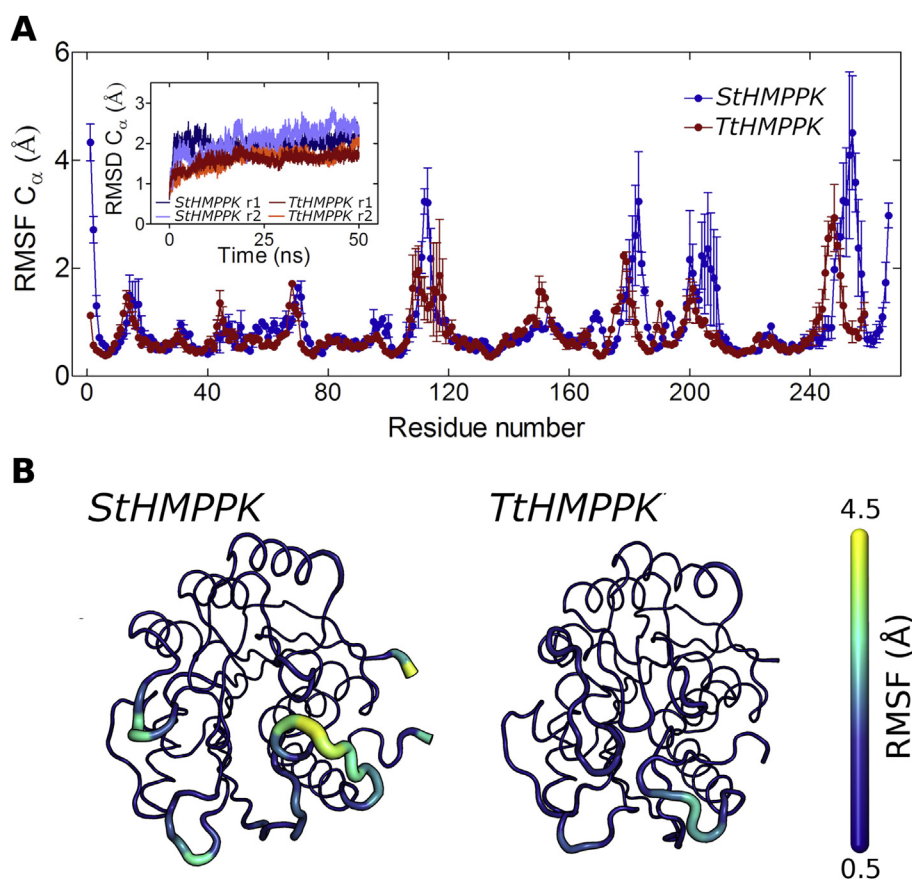 A
RMSF Cα (Å)
6
4
2
0
0 40 80 120 160 200 240
Residue number
StHMPPK
TtHMPPK
RMSD Cα (Å)
3
2
1
0
StHMPPK r1 TtHMPPK r1
StHMPPK r2 TtHMPPK r2
0 25 50
Time (ns)
B
StHMPPK TtHMPPK
4.5
RMSF (Å)
0.5